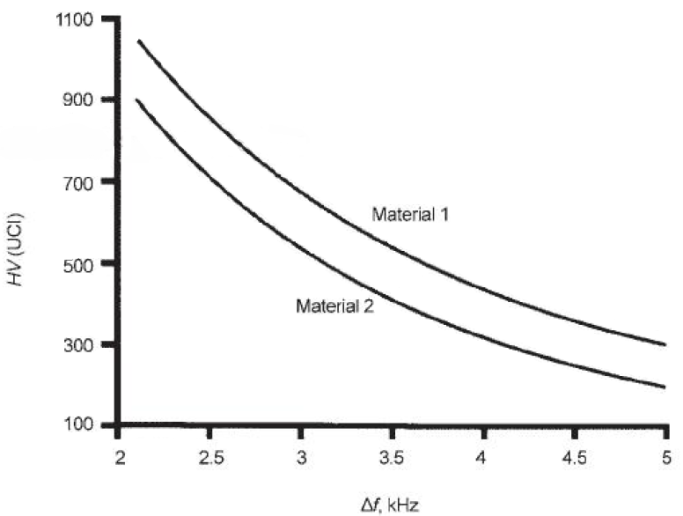 1100
900
700
500
300
100
HV (UCI)
Material 1
Material 2
2 2.5 3 3.5 4 4.5 5
Δf, kHz